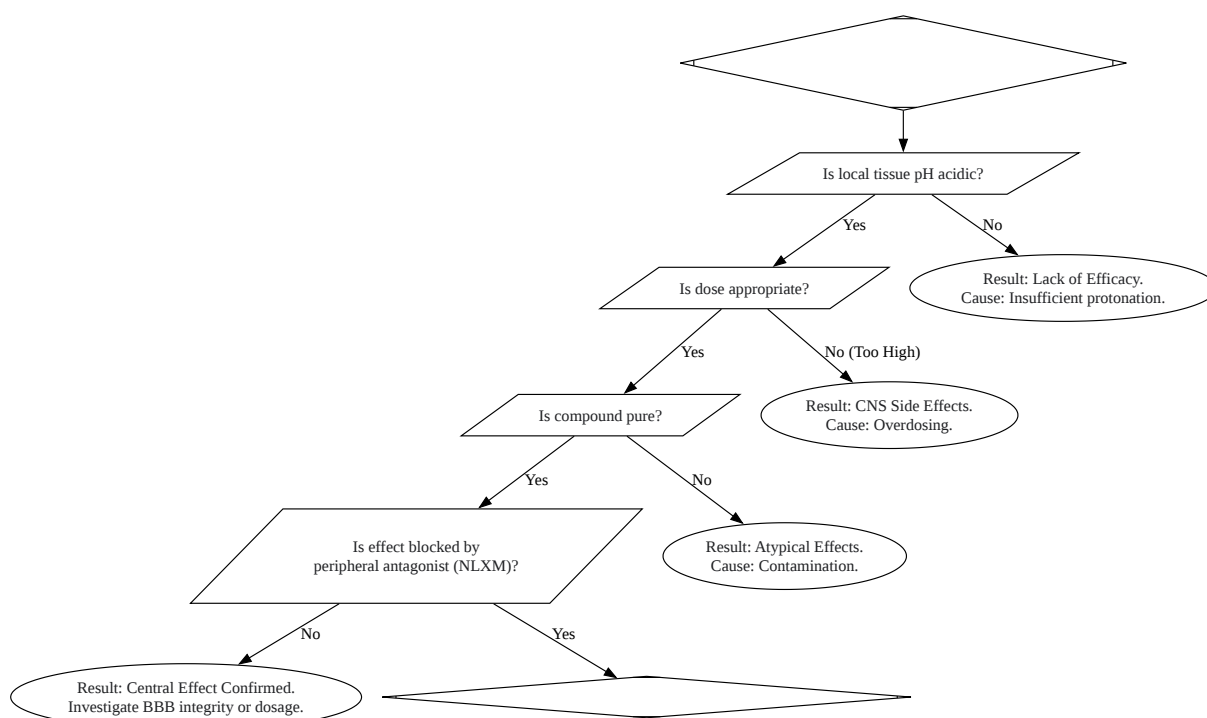 Is local tissue pH acidic?
Yes
No
Is dose appropriate?
Result: Lack of Efficacy.
Cause: Insufficient protonation.
Yes
No (Too High)
Is compound pure?
Result: CNS Side Effects.
Cause: Overdosing.
Yes
No
Is effect blocked by
peripheral antagonist (NLXM)?
Result: Atypical Effects.
Cause: Contamination.
No
Yes
Result: Central Effect Confirmed.
Investigate BBB integrity or dosage.